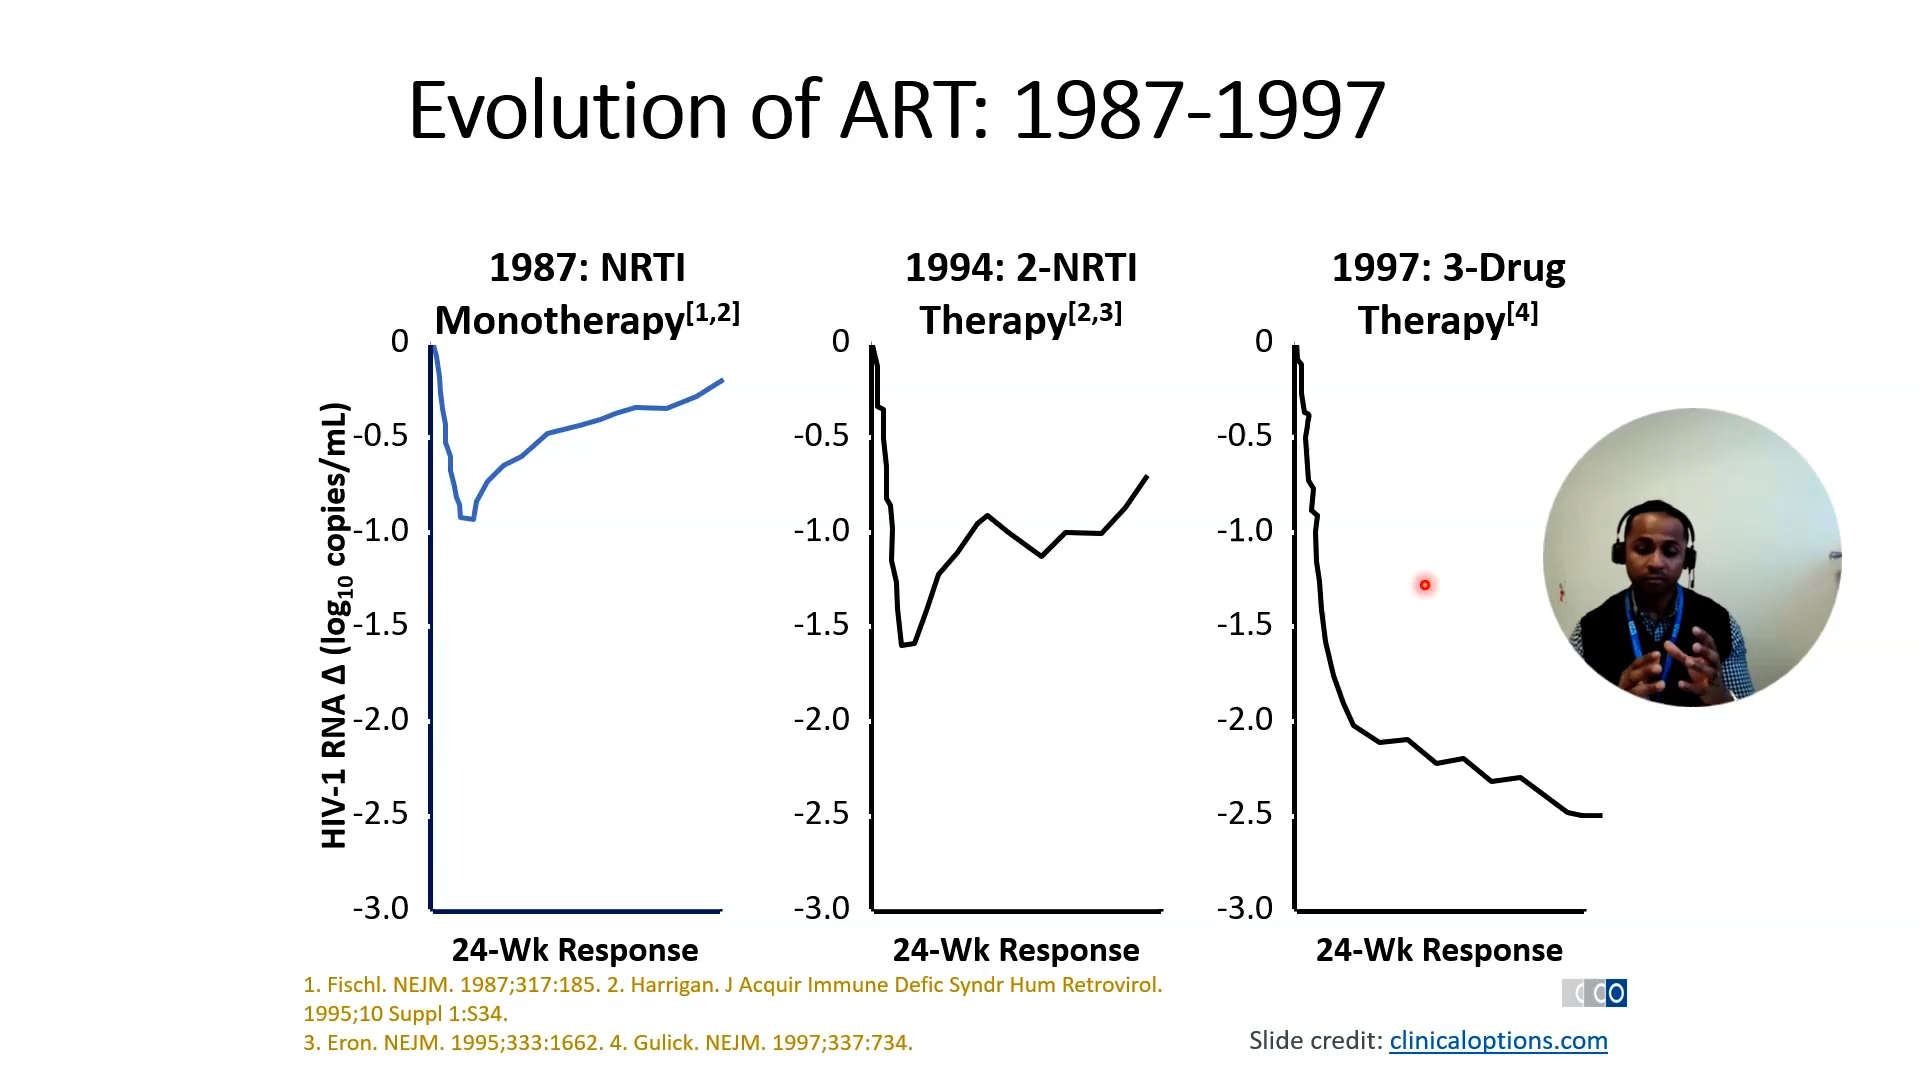 Evolution of ART: 1987-1997
1987: NRTI
Monotherapy[1,2]
HIV-1 RNA Δ (log10 copies/mL)
0
-0.5
-1.0
-1.5
-2.0
-2.5
-3.0
24-Wk Response
1994: 2-NRTI
Therapy[2,3]
0
-0.5
-1.0
-1.5
-2.0
-2.5
-3.0
24-Wk Response
1997: 3-Drug
Therapy[4]
0
-0.5
-1.0
-1.5
-2.0
-2.5
-3.0
24-Wk Response
1. Fischl. NEJM. 1987;317:185. 2. Harrigan. J Acquir Immune Defic Syndr Hum Retrovirol.
1995;10 Suppl 1:S34.
3. Eron. NEJM. 1995;333:1662. 4. Gulick. NEJM. 1997;337:734.
CCO
Slide credit: clinicaloptions.com